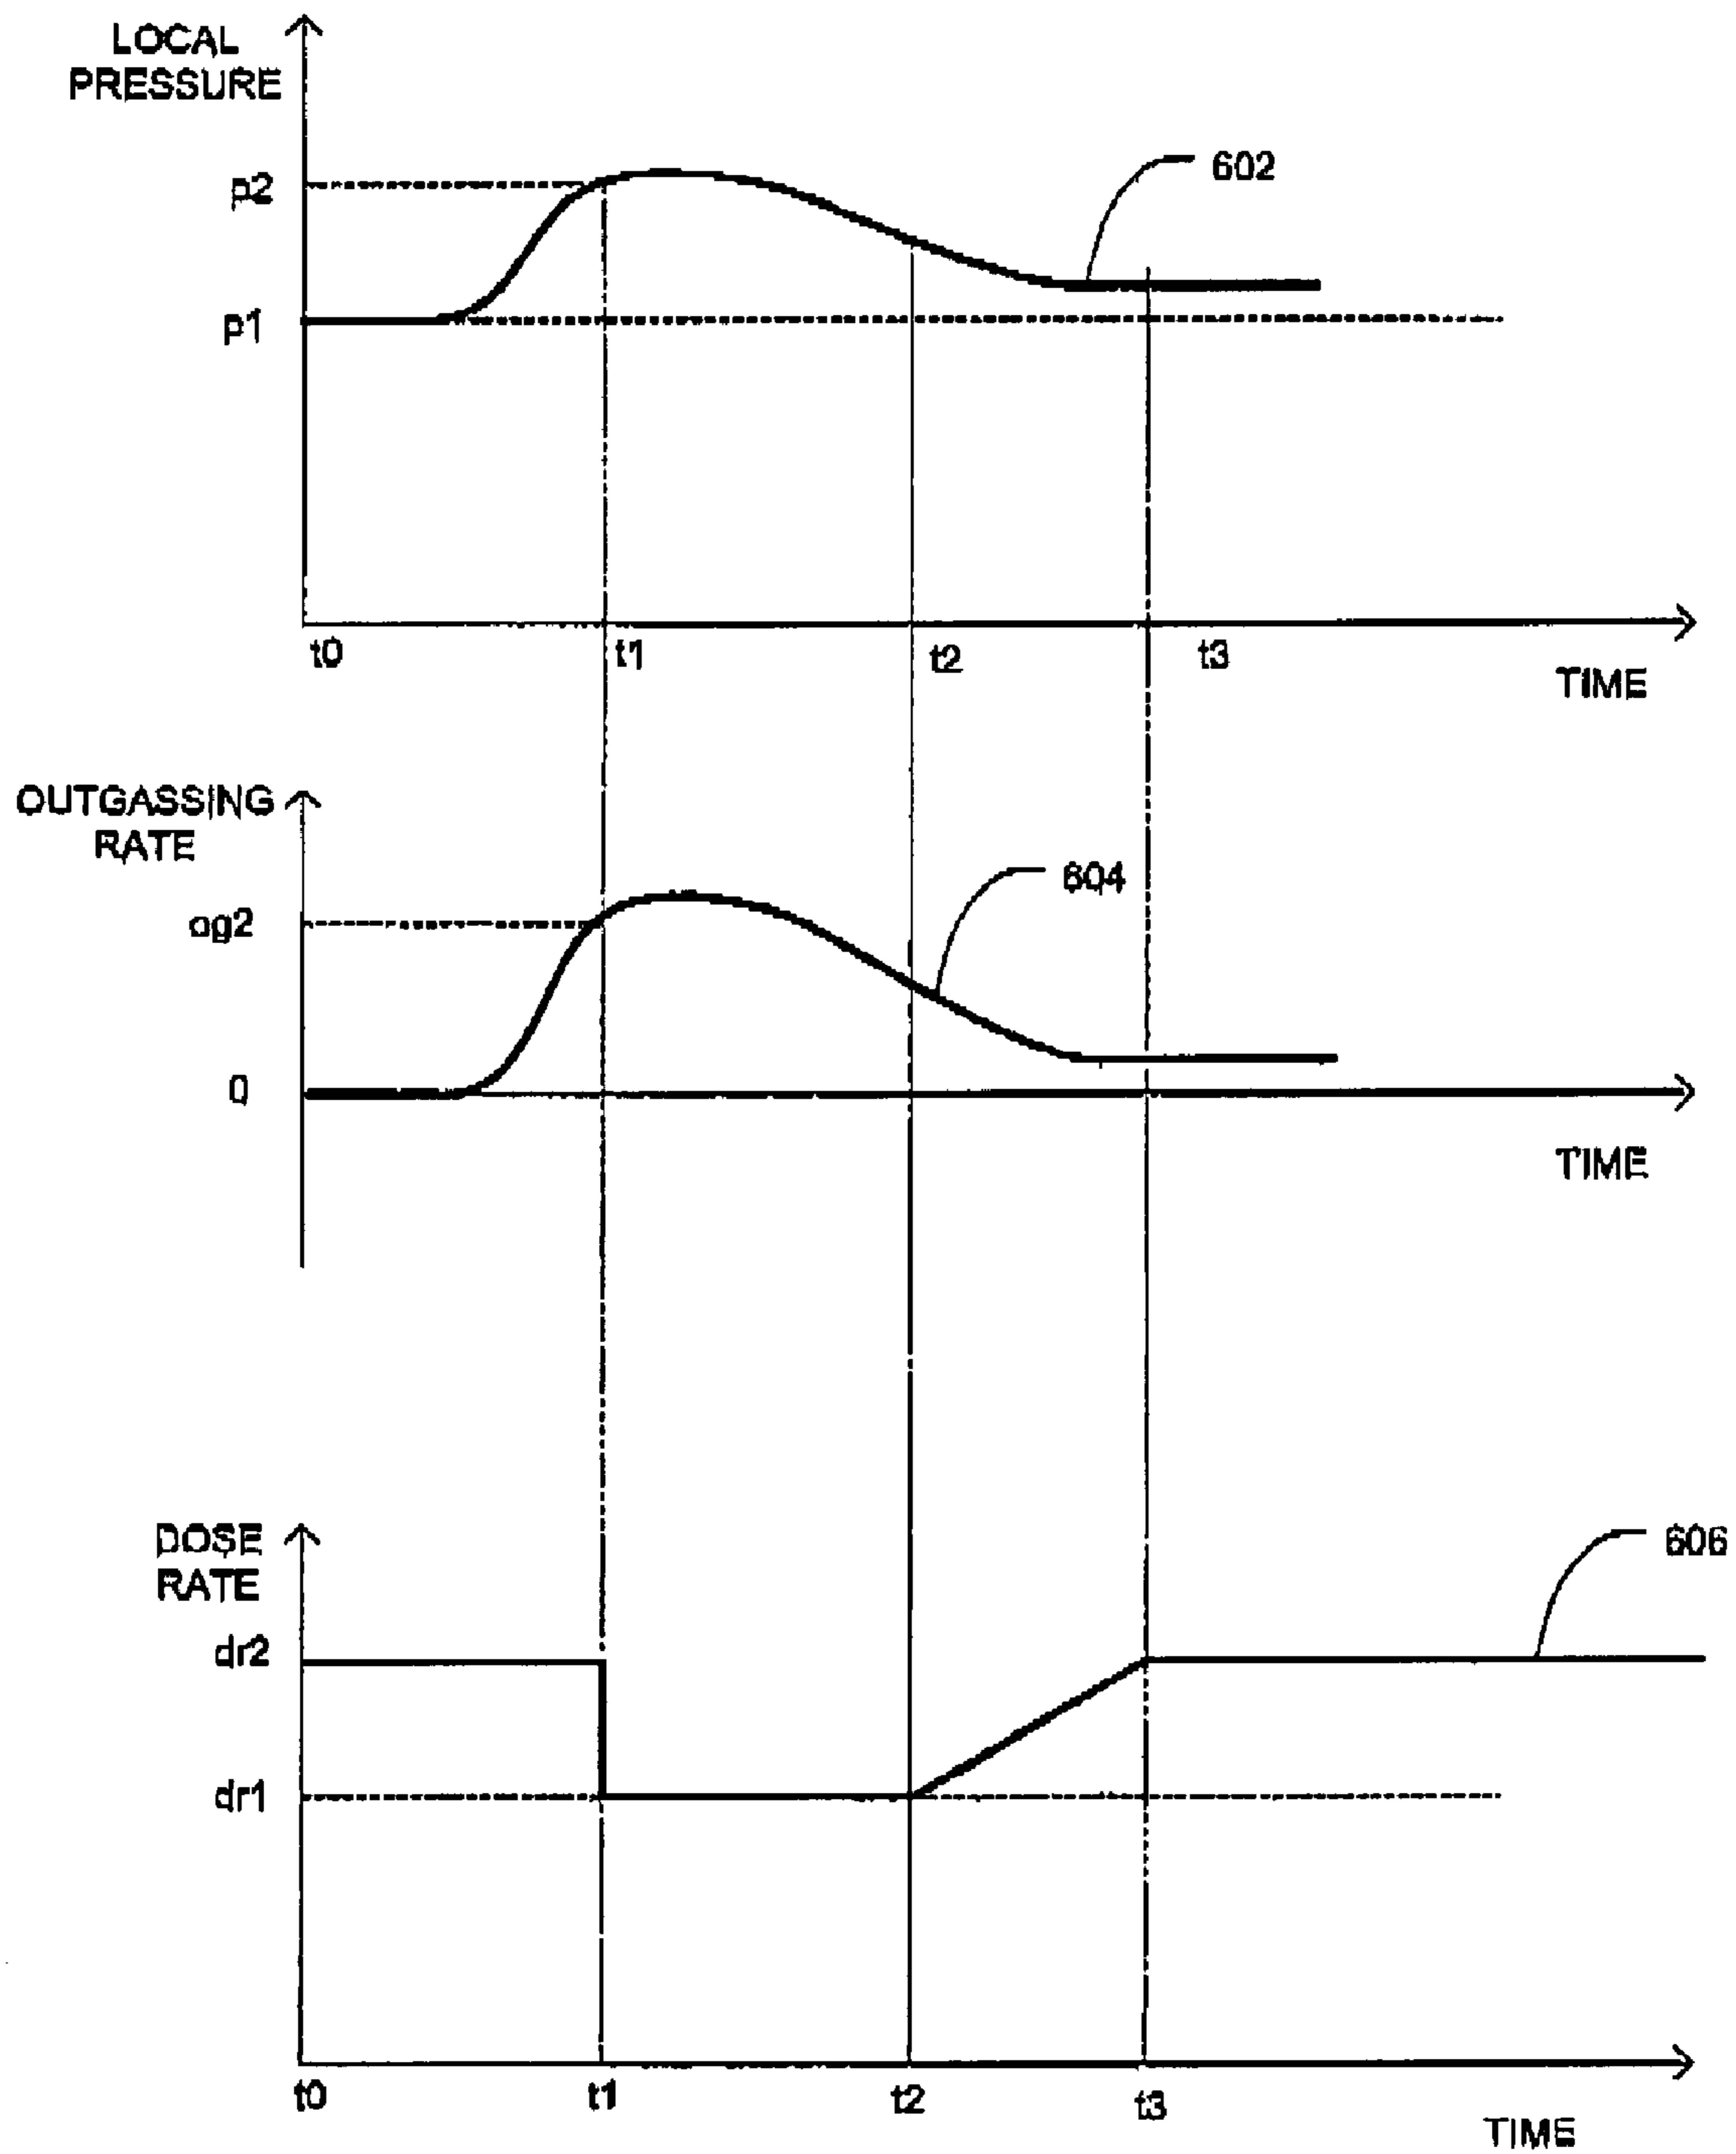 LOCAL
PRESSURE
602
p2
p1
t0
t1
t2
t3
TIME
OUTGASSING
RATE
604
og2
0
TIME
DOSE
RATE
606
dr2
dr1
t0
t1
t2
t3
TIME